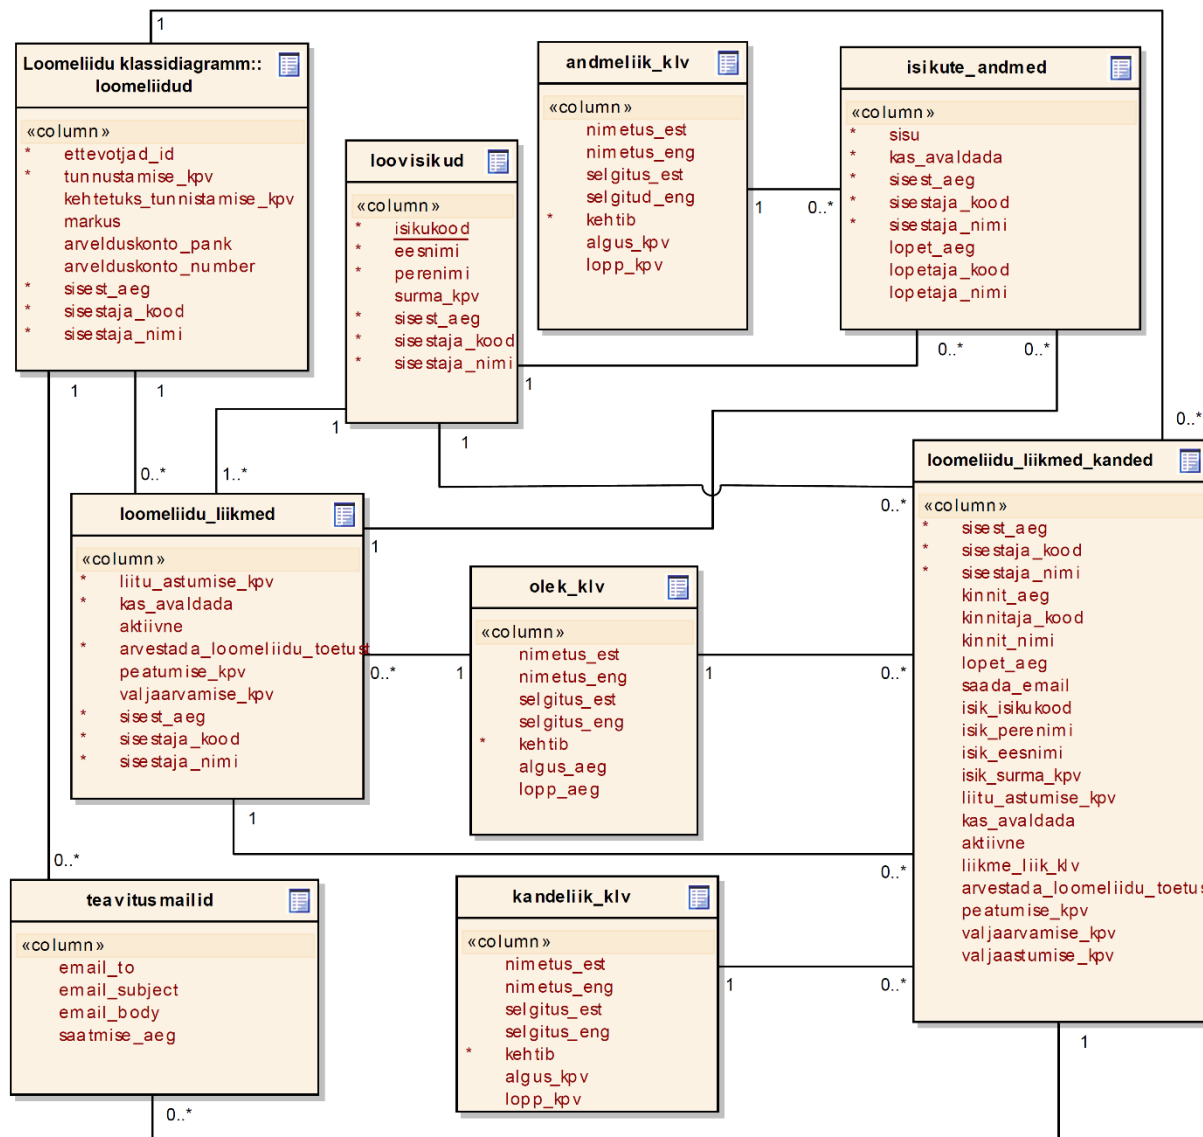 1
Loomeliidu klassidiagramm::
loomeliidud
«column»
* ettevotjad_id
* tunnustamise_kpv
kehtetuks_tunnistamise_kpv
markus
arvelduskonto_pank
arvelduskonto_number
* sisest_aeg
* sisestaja_kood
* sisestaja_nimi
1
1
loovisikud
«column»
* isikukood
* eesnimi
* perenimi
surma_kpv
* sisest_aeg
* sisestaja_kood
* sisestaja_nimi
1
1
1
andmeliik_klv
«column»
nimetus_est
nimetus_eng
selgitus_est
selgitud_eng
* kehtib
algus_kpv
lopp_kpv
1
0..*
isikute_andmed
«column»
* sisu
* kas_avaldada
* sisest_aeg
* sisestaja_kood
* sisestaja_nimi
lopet_aeg
lopetaja_kood
lopetaja_nimi
0..*
0..*
0..*
0..*
1..*
loomeliidu_liikmed
«column»
* liitu_astumise_kpv
* kas_avaldada
aktiivne
* arvestada_loomeliidu_toetust
peatumise_kpv
valjaarvamise_kpv
* sisest_aeg
* sisestaja_kood
* sisestaja_nimi
1
0..*
1
1
olek_klv
«column»
nimetus_est
nimetus_eng
selgitus_est
selgitus_eng
* kehtib
algus_aeg
lopp_aeg
1
0..*
0..*
0..*
loomeliidu_liikmed_kanded
«column»
* sisest_aeg
* sisestaja_kood
* sisestaja_nimi
kinnit_aeg
kinnitaja_kood
kinnit_nimi
lopet_aeg
saada_email
isik_isikukood
isik_perenimi
isik_eesnimi
isik_surma_kpv
liitu_astumise_kpv
kas_avaldada
aktiivne
liikme_liik_klv
arvestada_loomeliidu_toetus
peatumise_kpv
valjaarvamise_kpv
valjaastumise_kpv
1
0..*
teavitusmailid
«column»
email_to
email_subject
email_body
saatmise_aeg
0..*
kandeliik_klv
«column»
nimetus_est
nimetus_eng
selgitus_est
selgitus_eng
* kehtib
algus_kpv
lopp_kpv
1
0..*